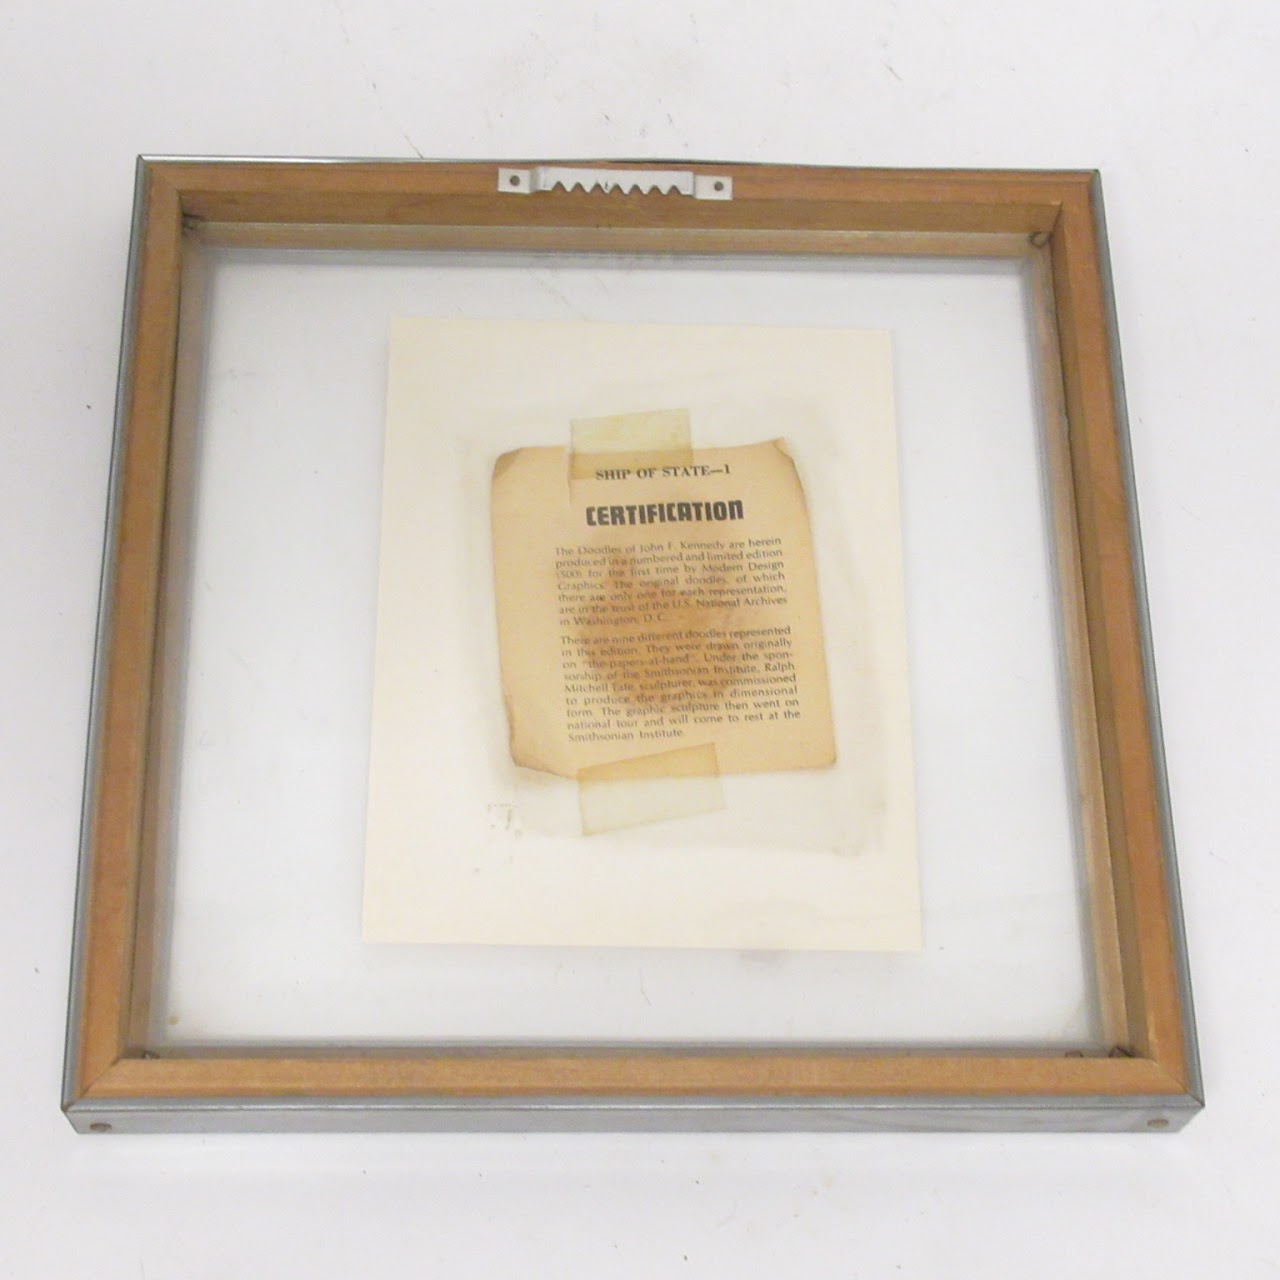 SHIP OF STATE—1
CERTIFICATION
The Doodles of John F. Kennedy are herein
produced in a numbered and limited edition
(500) for the first time by Modern Design
Graphics. The original doodles, of which
there are only one for each representation,
are in the trust of the U.S. National Archives
in Washington, D.C.
There are nine different doodles represented
in this edition. They were drawn originally
on "the-papers-at-hand". Under the spon-
sorship of the Smithsonian Institute, Ralph
Mitchell Tate, sculpturer, was commissioned
to produce the graphics in dimensional
form. The graphic sculpture then went on
national tour and will come to rest at the
Smithsonian Institute.